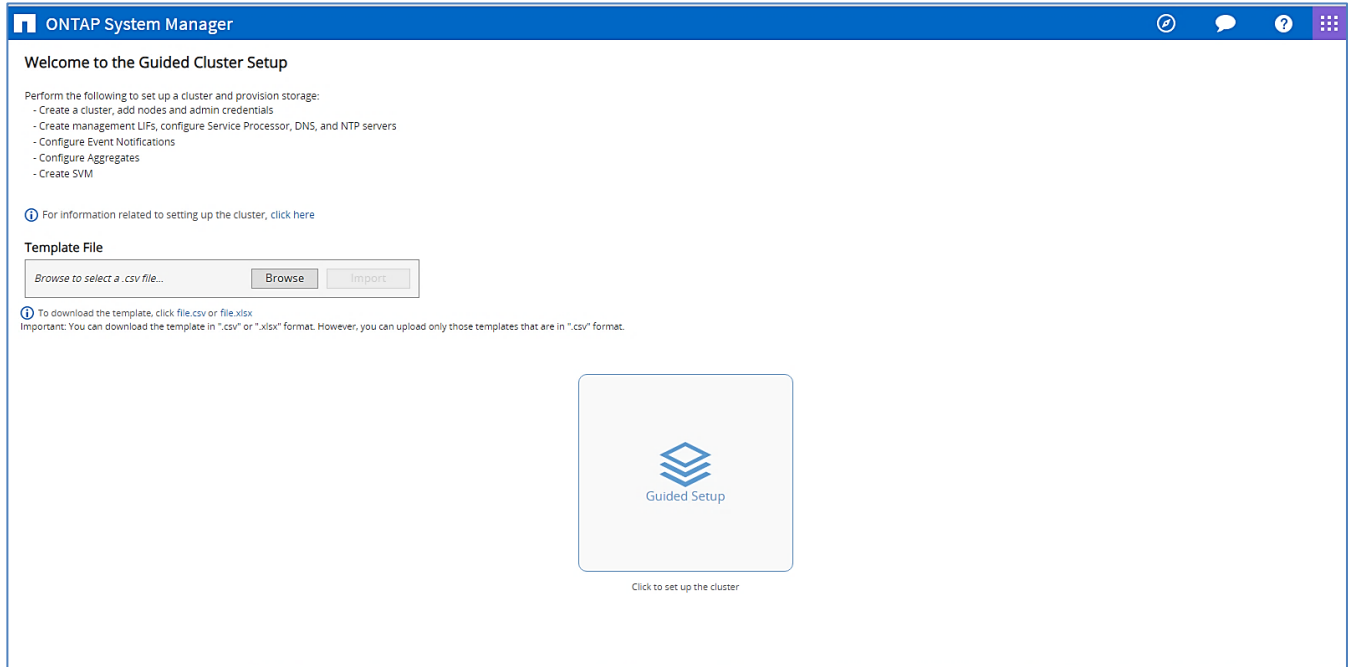 ONTAP System Manager
Welcome to the Guided Cluster Setup
Perform the following to set up a cluster and provision storage:
- Create a cluster, add nodes and admin credentials
- Create management LIFs, configure Service Processor, DNS, and NTP servers
- Configure Event Notifications
- Configure Aggregates
- Create SVM
For information related to setting up the cluster, click here
Template File
Browse to select a .csv file... Browse Import
To download the template, click file.csv or file.xlsx
Important: You can download the template in ".csv" or ".xlsx" format. However, you can upload only those templates that are in ".csv" format.
Guided Setup
Click to set up the cluster